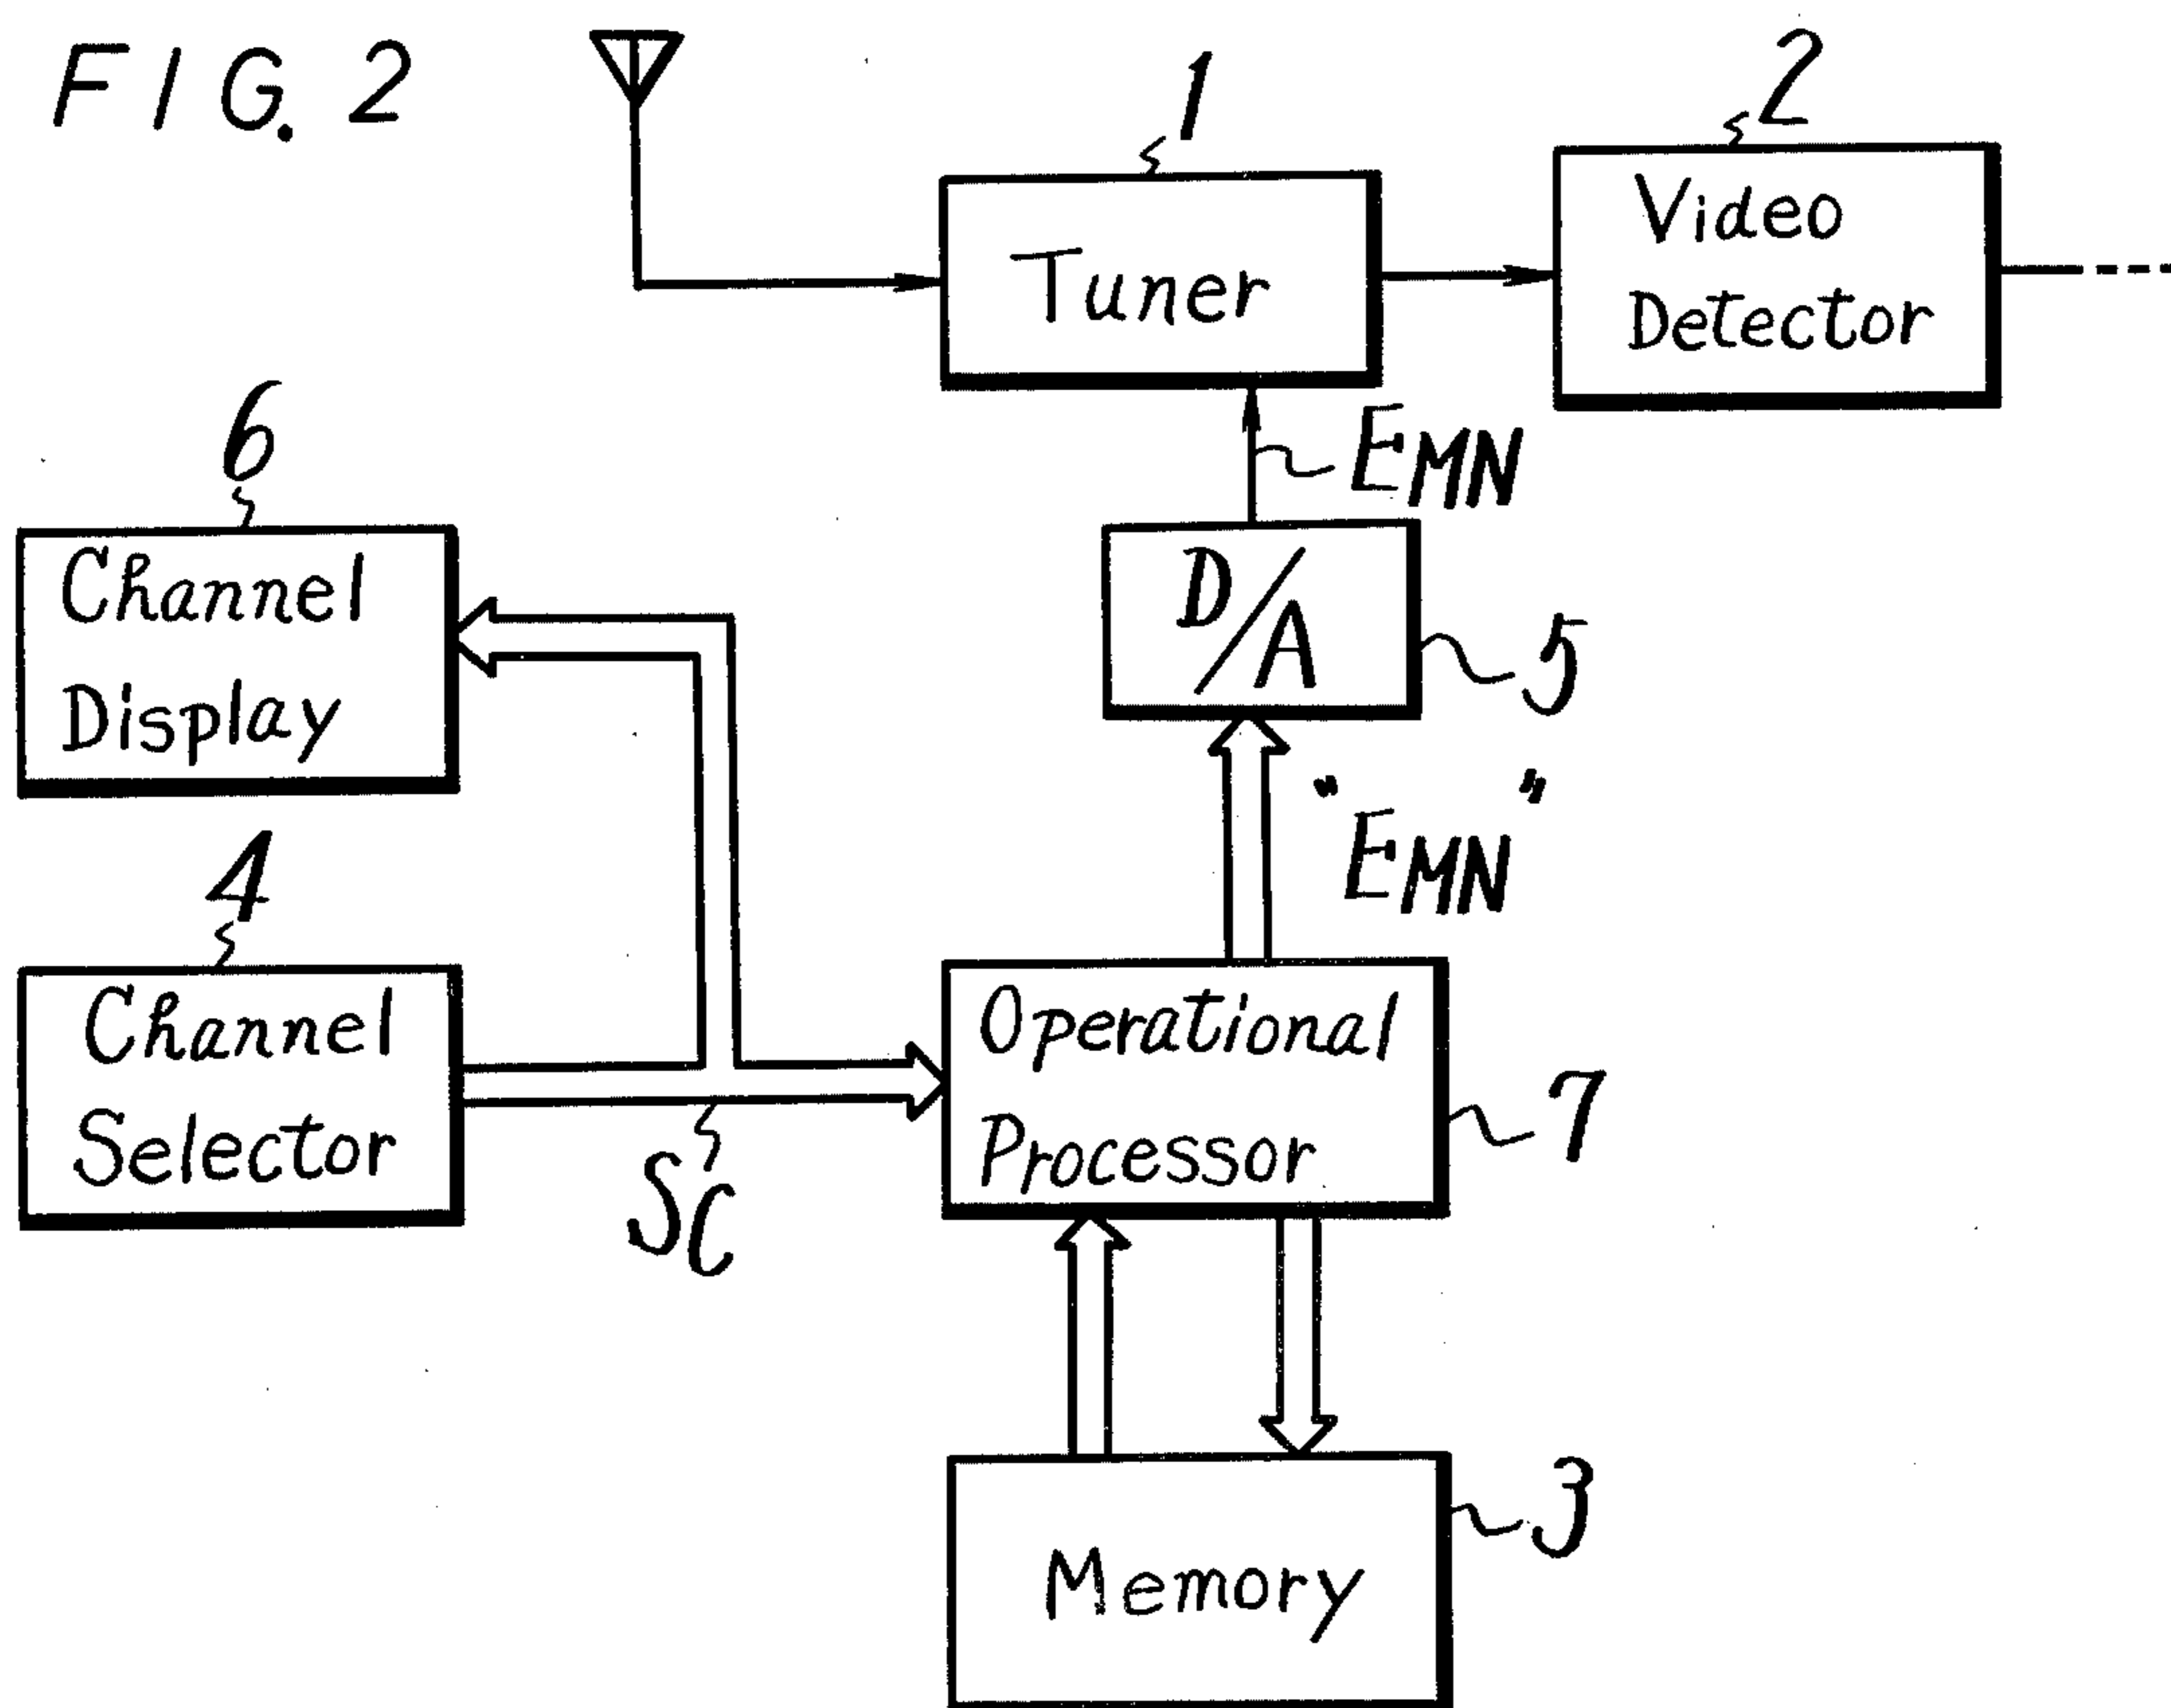 FIG. 2
1
Tuner
2
Video
Detector
EMN
6
Channel
Display
D/A
5
"EMN"
4
Channel
Selector
SC
Operational
Processor
7
3
Memory